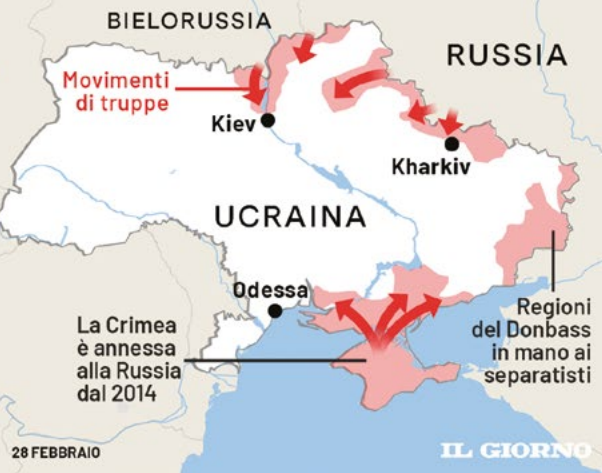 BIELORUSSIA
RUSSIA
Movimenti
di truppe
Kiev
Kharkiv
UCRAINA
Odessa
La Crimea
è annessa
alla Russia
dal 2014
Regioni
del Donbass
in mano ai
separatisti
28 FEBBRAIO
IL GIORNO